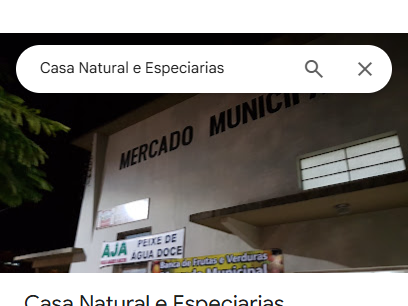 Casa Natural e Especiarias
MERCADO MUNICIPA
AJA
PEIXE DE
ÁGUA DOCE
Banca de Frutas e Verduras
Municipal
Casa Natural e Especiarias